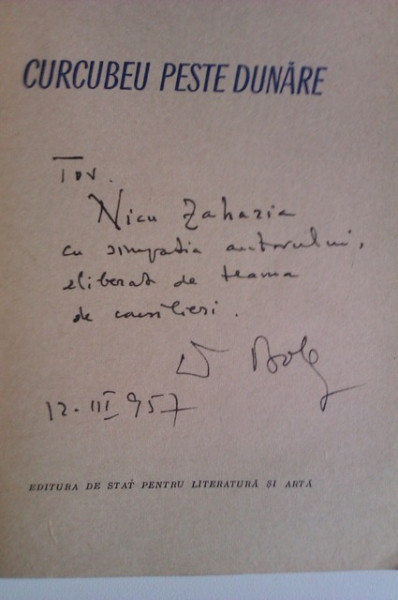 CURCUBEU PESTE DUNĂRE
Tov.
Nicu Zaharia
cu simpatia autorului,
eliberat de teama
de consilieri.
12.III 957
EDITURA DE STAT PENTRU LITERATURĂ ȘI ARTĂ